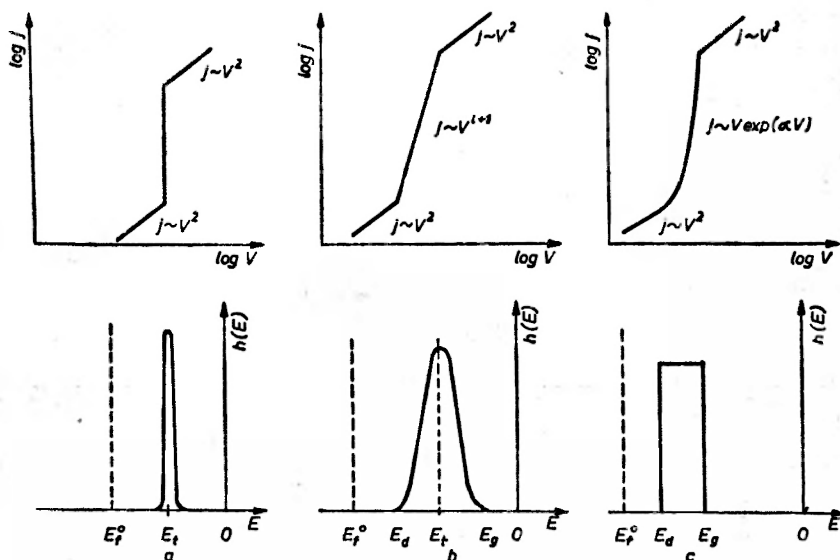 log j
j~V²
j~V²
log V
log j
j~V²
j~V^{l+1}
j~V²
log V
log j
j~V²
j~V exp(αV)
j~V²
log V
h(E)
E_f° E_t 0 E
a
h(E)
E_d E_t E_g 0 E
E_f°
b
h(E)
E_f° E_d E_g 0 E
c